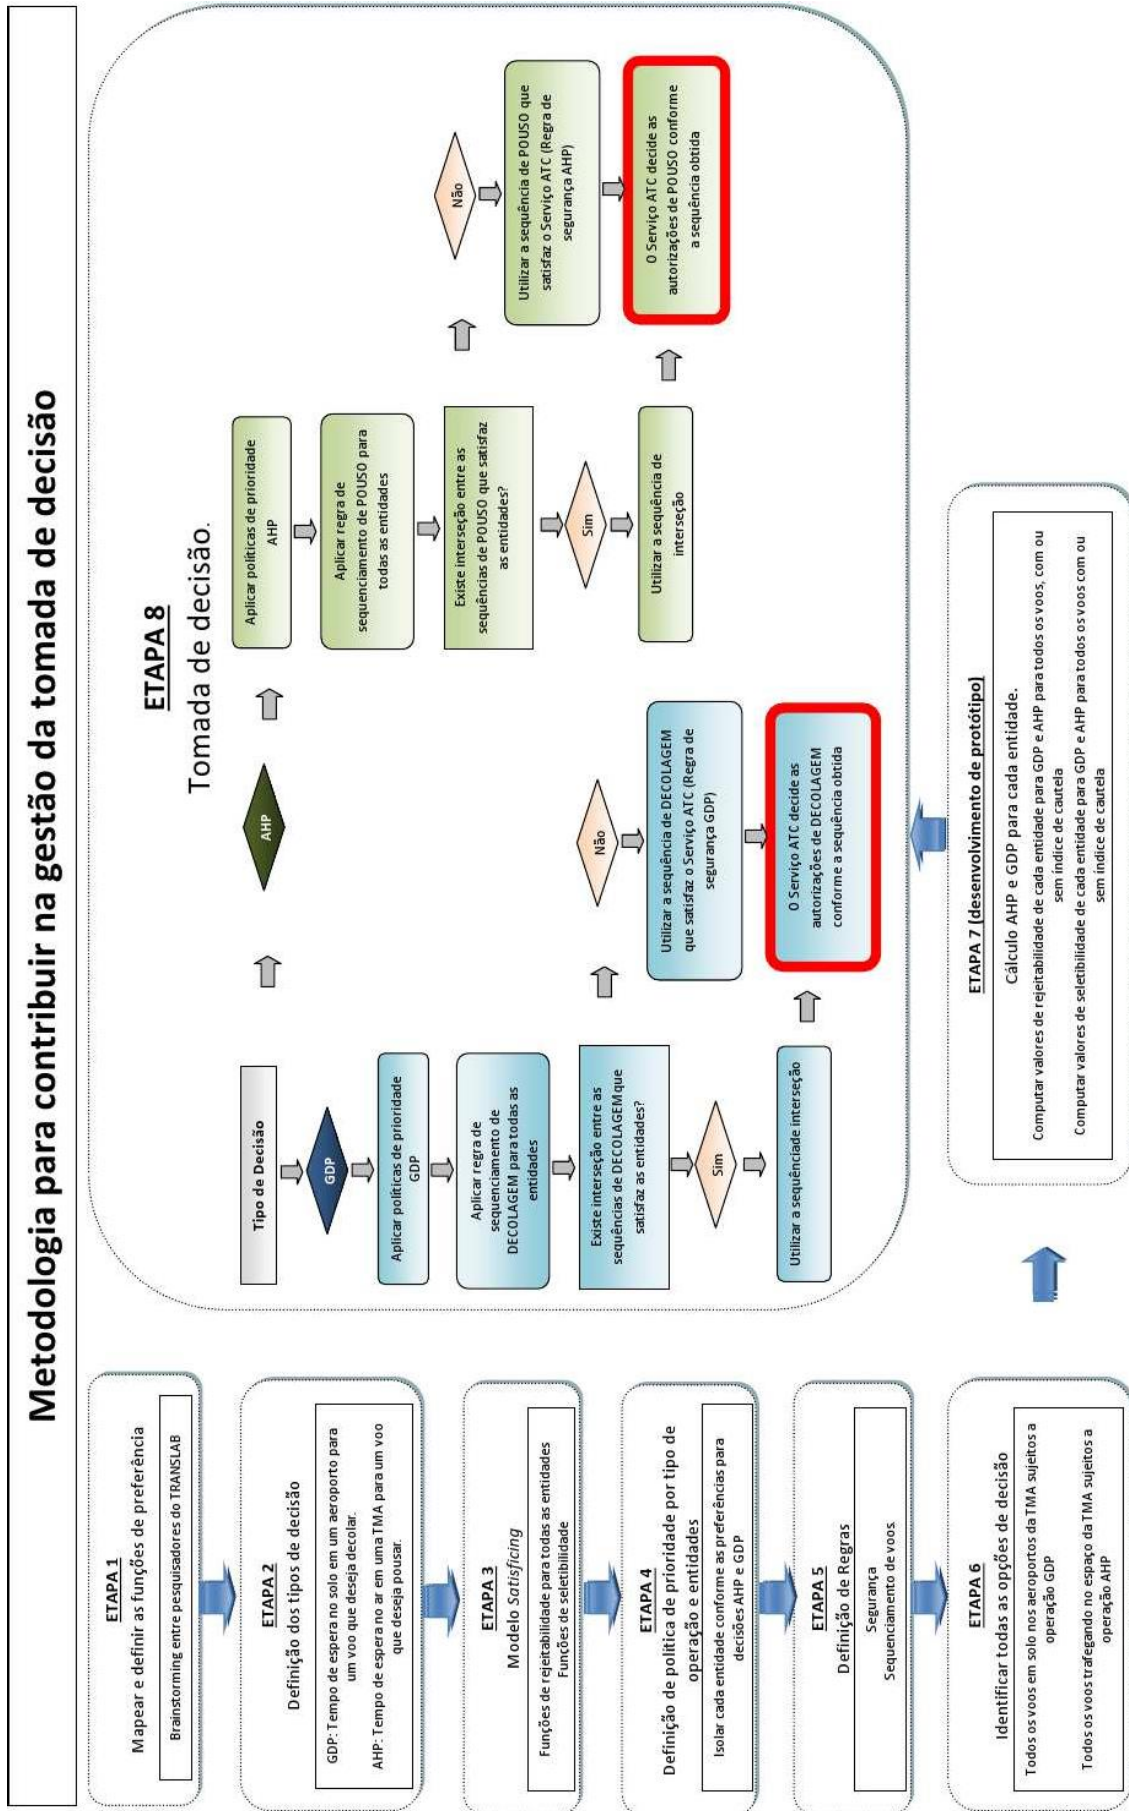 Metodologia para contribuir na gestão da tomada de decisão
ETAPA 1
Mapear e definir as funções de preferência
Brainstorming entre pesquisadores do TRANSLAB
ETAPA 2
Definição dos tipos de decisão
GDP: Tempo de espera no solo em um aeroporto para
um voo que deseja decolar.
AHP: Tempo de espera no ar em uma TMA para um voo
que deseja pousar.
ETAPA 3
Modelo Satisficing
Funções de rejeitabilidade para todas as entidades
Funções de seletibilidade
ETAPA 4
Definição de política de prioridade por tipo de
operação e entidades
Isolar cada entidade conforme as preferências para
decisões AHP e GDP
ETAPA 5
Definição de Regras
Segurança
Sequenciamento de voos.
ETAPA 6
Identificar todas as opções de decisão
Todos os voos em solo nos aeroportos da TMA sujeitos a
operação GDP
Todos os voos trafegando no espaço da TMA sujeitos a
operação AHP
ETAPA 7 (desenvolvimento de protótipo)
Cálculo AHP e GDP para cada entidade.
Computar valores de rejeitabilidade de cada entidade para GDP e AHP para todos os voos, com ou
sem índice de cautela
Computar valores de seletibilidade de cada entidade para GDP e AHP para todos os voos com ou
sem índice de cautela
ETAPA 8
Tomada de decisão.
Tipo de Decisão
GDP
Aplicar políticas de prioridade
GDP
Aplicar regra de
sequenciamento de
DECOLAGEM para todas as
entidades
Existe interseção entre as
sequências de DECOLAGEM que
satisfaz as entidades?
Sim
Utilizar a sequênciade interseção
Não
Utilizar a sequência de DECOLAGEM
que satisfaz o Serviço ATC (Regra de
segurança GDP)
O Serviço ATC decide as
autorizações de DECOLAGEM
conforme a sequência obtida
AHP
Aplicar políticas de prioridade
AHP
Aplicar regra de
sequenciamento de POUSO para
todas as entidades
Existe interseção entre as
sequências de POUSO que satisfaz
as entidades?
Sim
Utilizar a sequência de
interseção
Não
Utilizar a sequência de POUSO que
satisfaz o Serviço ATC (Regra de
segurança AHP)
O Serviço ATC decide as
autorizações de POUSO conforme
a sequência obtida